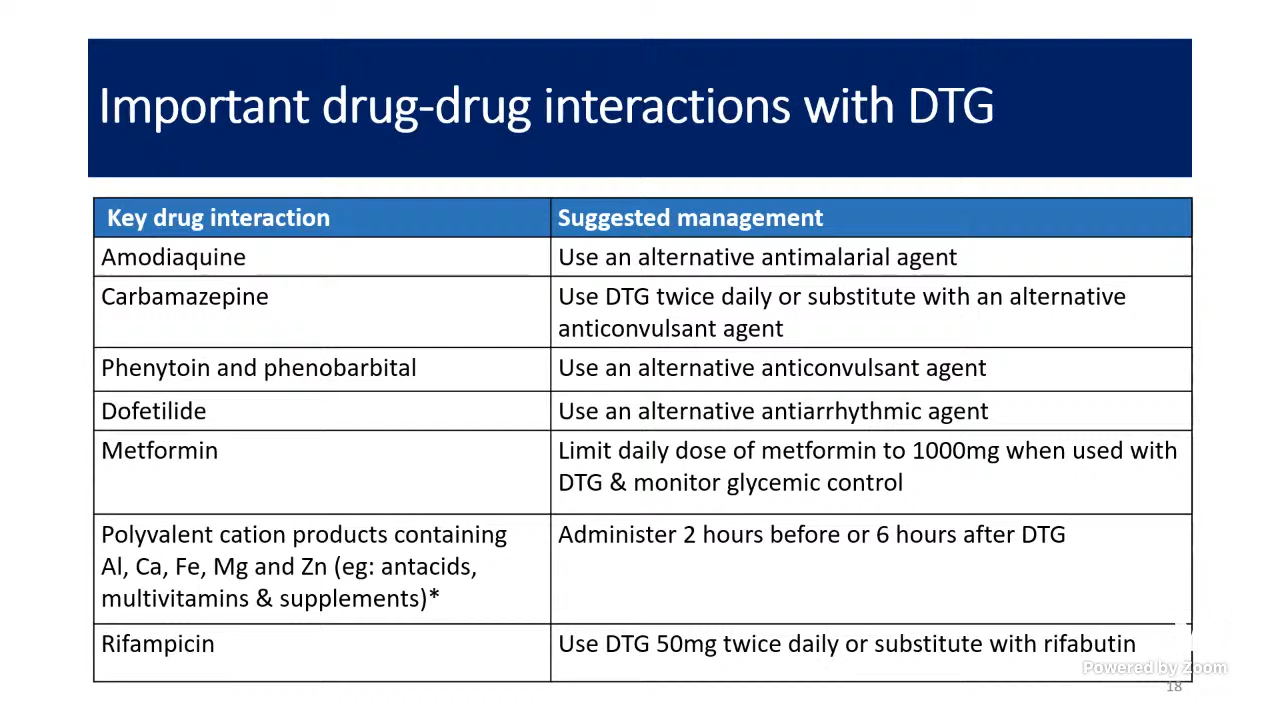 Important drug-drug interactions with DTG
Key drug interaction
Suggested management
Amodiaquine
Use an alternative antimalarial agent
Carbamazepine
Use DTG twice daily or substitute with an alternative
anticonvulsant agent
Phenytoin and phenobarbital
Use an alternative anticonvulsant agent
Dofetilide
Use an alternative antiarrhythmic agent
Metformin
Limit daily dose of metformin to 1000mg when used with
DTG & monitor glycemic control
Polyvalent cation products containing
Al, Ca, Fe, Mg and Zn (eg: antacids,
multivitamins & supplements)*
Administer 2 hours before or 6 hours after DTG
Rifampicin
Use DTG 50mg twice daily or substitute with rifabutin
Powered by Zoom
18